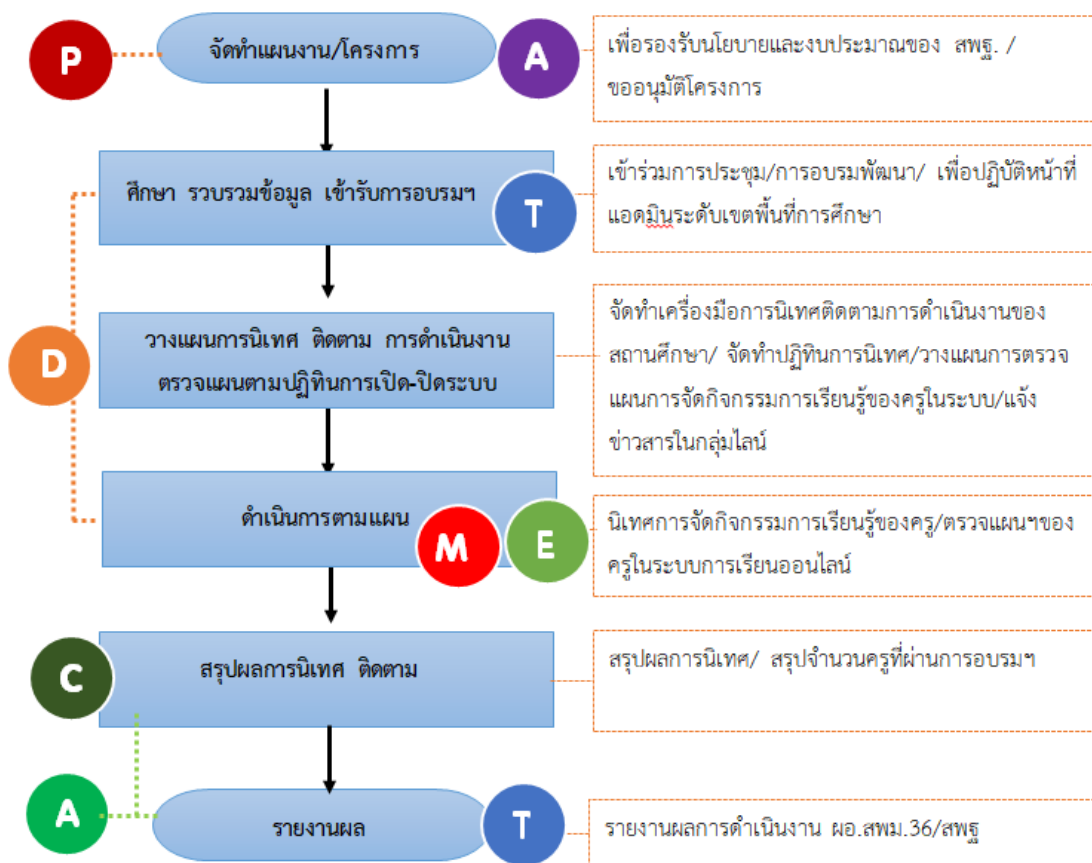 P
จัดทำแผนงาน/โครงการ
A
เพื่อรองรับนโยบายและงบประมาณของ สพฐ. /
ขออนุมัติโครงการ
ศึกษา รวบรวมข้อมูล เข้ารับการอบรมฯ
T
เข้าร่วมการประชุม/การอบรมพัฒนา/ เพื่อปฏิบัติหน้าที่
แอดมินระดับเขตพื้นที่การศึกษา
D
วางแผนการนิเทศ ติดตาม การดำเนินงาน
ตรวจแผนตามปฏิทินการเปิด-ปิดระบบ
จัดทำเครื่องมือการนิเทศติดตามการดำเนินงานของ
สถานศึกษา/ จัดทำปฏิทินการนิเทศ/วางแผนการตรวจ
แผนการจัดกิจกรรมการเรียนรู้ของครูในระบบ/แจ้ง
ข่าวสารในกลุ่มไลน์
ดำเนินการตามแผน
M
E
นิเทศการจัดกิจกรรมการเรียนรู้ของครู/ตรวจแผนฯของ
ครูในระบบการเรียนออนไลน์
C
สรุปผลการนิเทศ ติดตาม
สรุปผลการนิเทศ/ สรุปจำนวนครูที่ผ่านการอบรมฯ
A
รายงานผล
T
รายงานผลการดำเนินงาน ผอ.สพม.36/สพฐ